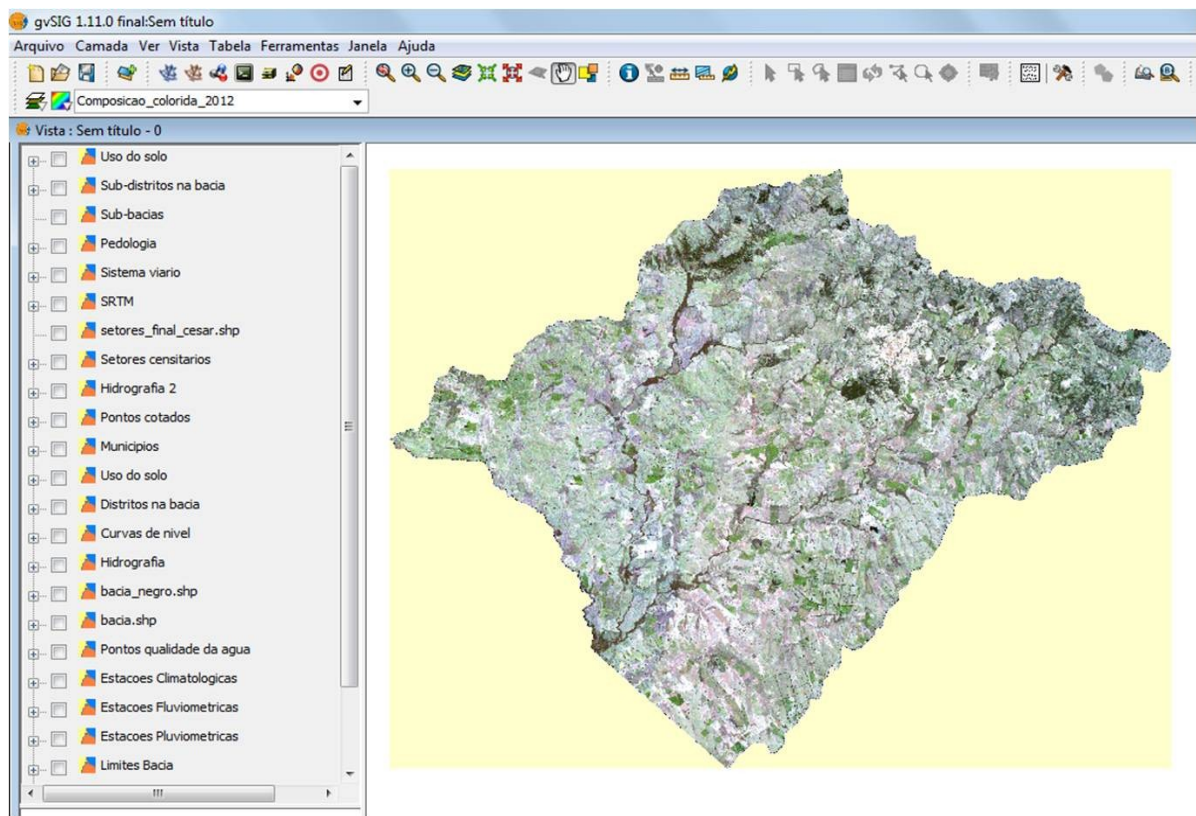 gvSIG 1.11.0 final:Sem título
Arquivo Camada Ver Vista Tabela Ferramentas Janela Ajuda
Composicao_colorida_2012
Vista : Sem título - 0
Uso do solo
Sub-distritos na bacia
Sub-bacias
Pedologia
Sistema viario
SRTM
setores_final_cesar.shp
Setores censitarios
Hidrografia 2
Pontos cotados
Municipios
Uso do solo
Distritos na bacia
Curvas de nivel
Hidrografia
bacia_negro.shp
bacia.shp
Pontos qualidade da agua
Estacoes Climatologicas
Estacoes Fluviometricas
Estacoes Pluviometricas
Limites Bacia